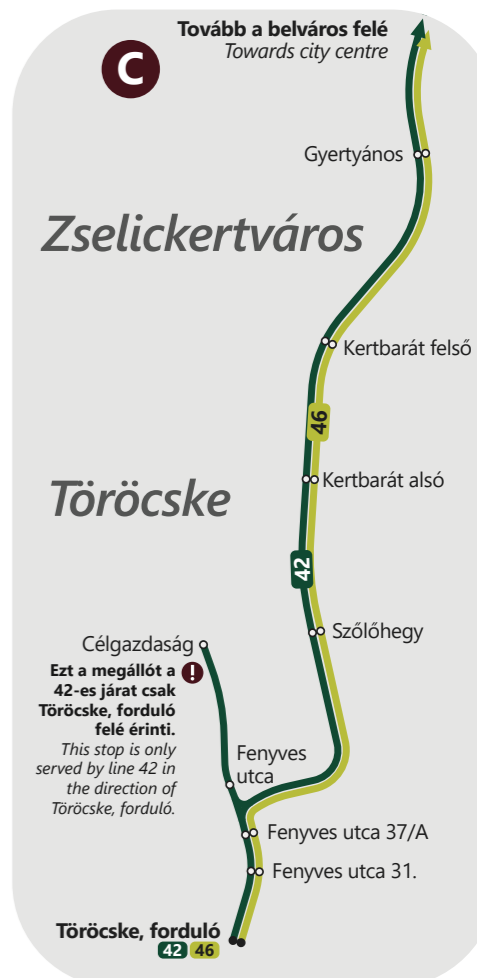 Tovább a belváros felé
Towards city centre
C
Gyertyános
Zselickertváros
Kertbarát felső
46
Kertbarát alsó
Töröcske
42
Szőlőhegy
Célgazdaság
Ezt a megállót a
42-es járat csak
Töröcske, forduló
felé érinti.
This stop is only
served by line 42 in
the direction of
Töröcske, forduló.
!
Fenyves
utca
Fenyves utca 37/A
Fenyves utca 31.
Töröcske, forduló
42 46